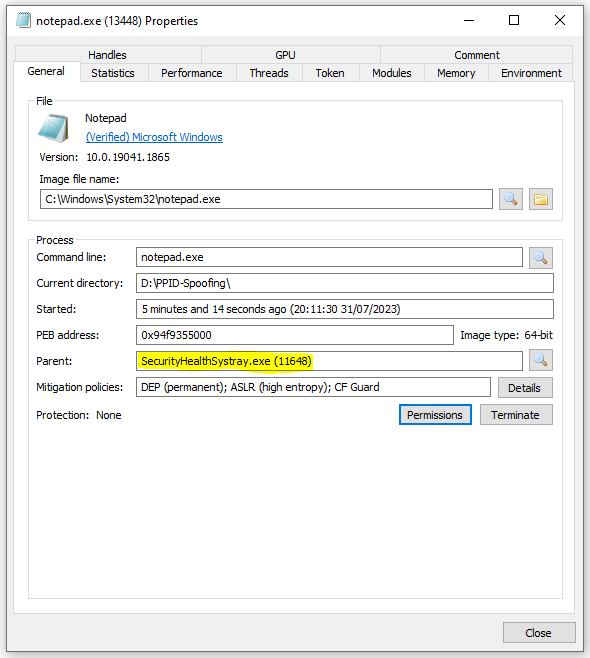 notepad.exe (13448) Properties
Handles GPU Comment
General Statistics Performance Threads Token Modules Memory Environment
File
Notepad
(Verified) Microsoft Windows
Version: 10.0.19041.1865
Image file name:
C:\Windows\System32\notepad.exe
Process
Command line: notepad.exe
Current directory: D:\PPID-Spoofing\
Started: 5 minutes and 14 seconds ago (20:11:30 31/07/2023)
PEB address: 0x94f9355000 Image type: 64-bit
Parent: SecurityHealthSystray.exe (11648)
Mitigation policies: DEP (permanent); ASLR (high entropy); CF Guard Details
Protection: None Permissions Terminate
Close